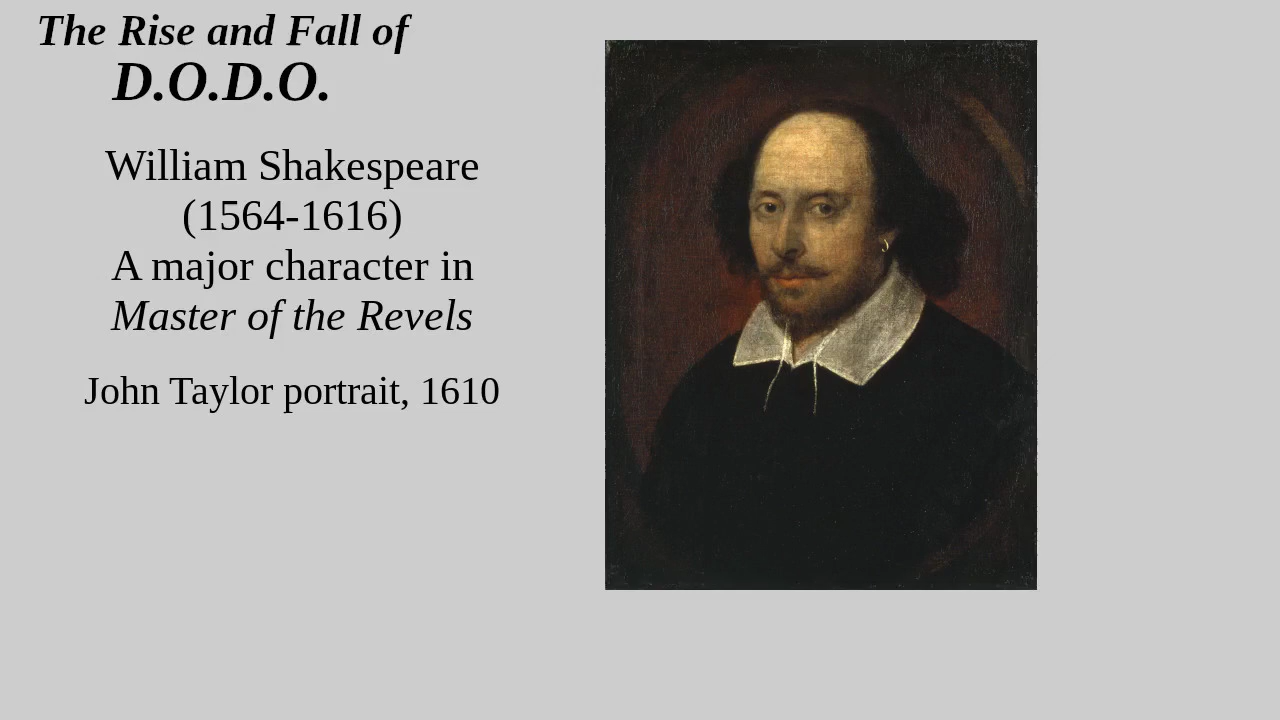 The Rise and Fall of
D.O.D.O.
William Shakespeare
(1564-1616)
A major character in
Master of the Revels
John Taylor portrait, 1610